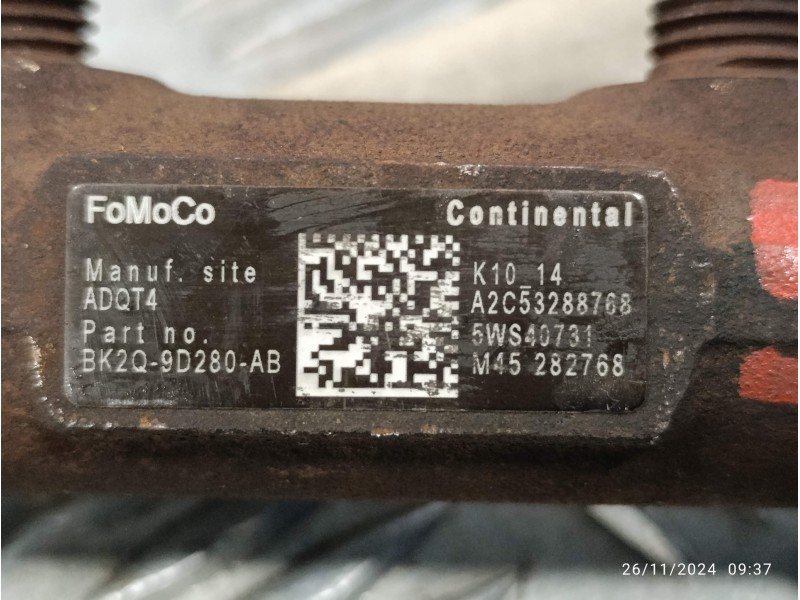 FoMoCo
Continental
Manuf. site
ADQT4
Part no.
BK2Q-9D280-AB
K10_14
A2C53288768
5WS40731
M45 282768
26/11/2024 09:37